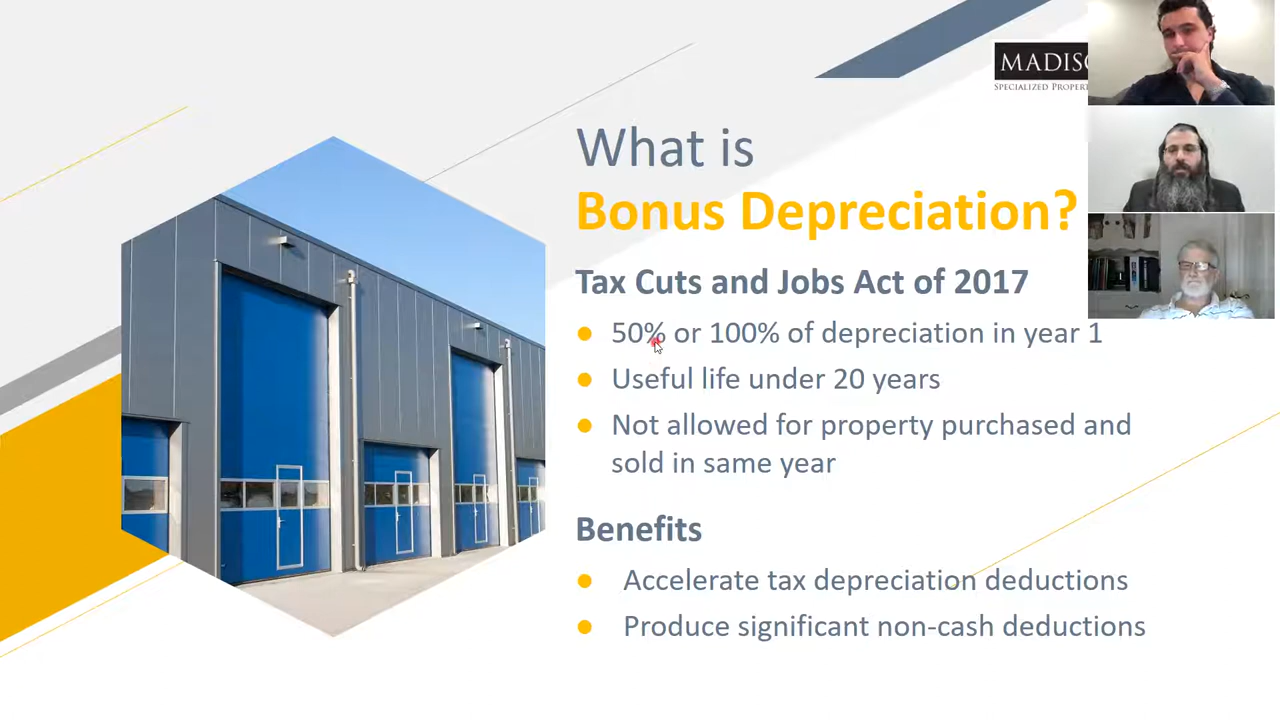 MADISO
SPECIALIZED PROPER
What is
Bonus Depreciation?
Tax Cuts and Jobs Act of 2017
● 50% or 100% of depreciation in year 1
● Useful life under 20 years
● Not allowed for property purchased and
sold in same year
Benefits
● Accelerate tax depreciation deductions
● Produce significant non-cash deductions